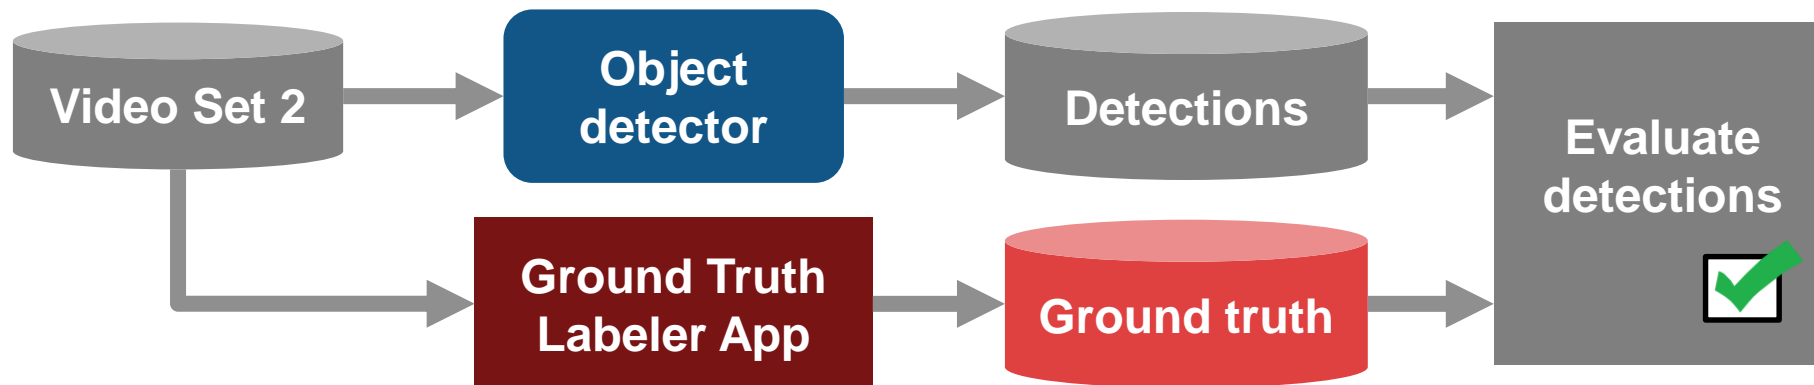 Video Set 2
Object
detector
Detections
Evaluate
detections
Ground Truth
Labeler App
Ground truth